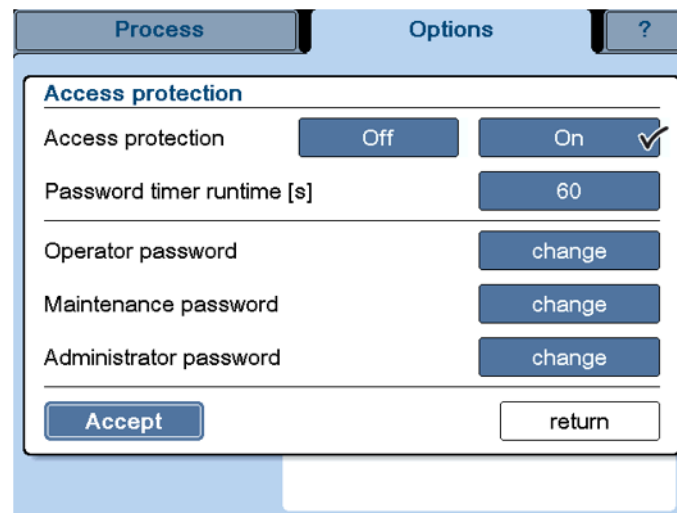 Process Options ?
Access protection
Access protection Off On
Password timer runtime [s] 60
Operator password change
Maintenance password change
Administrator password change
Accept return